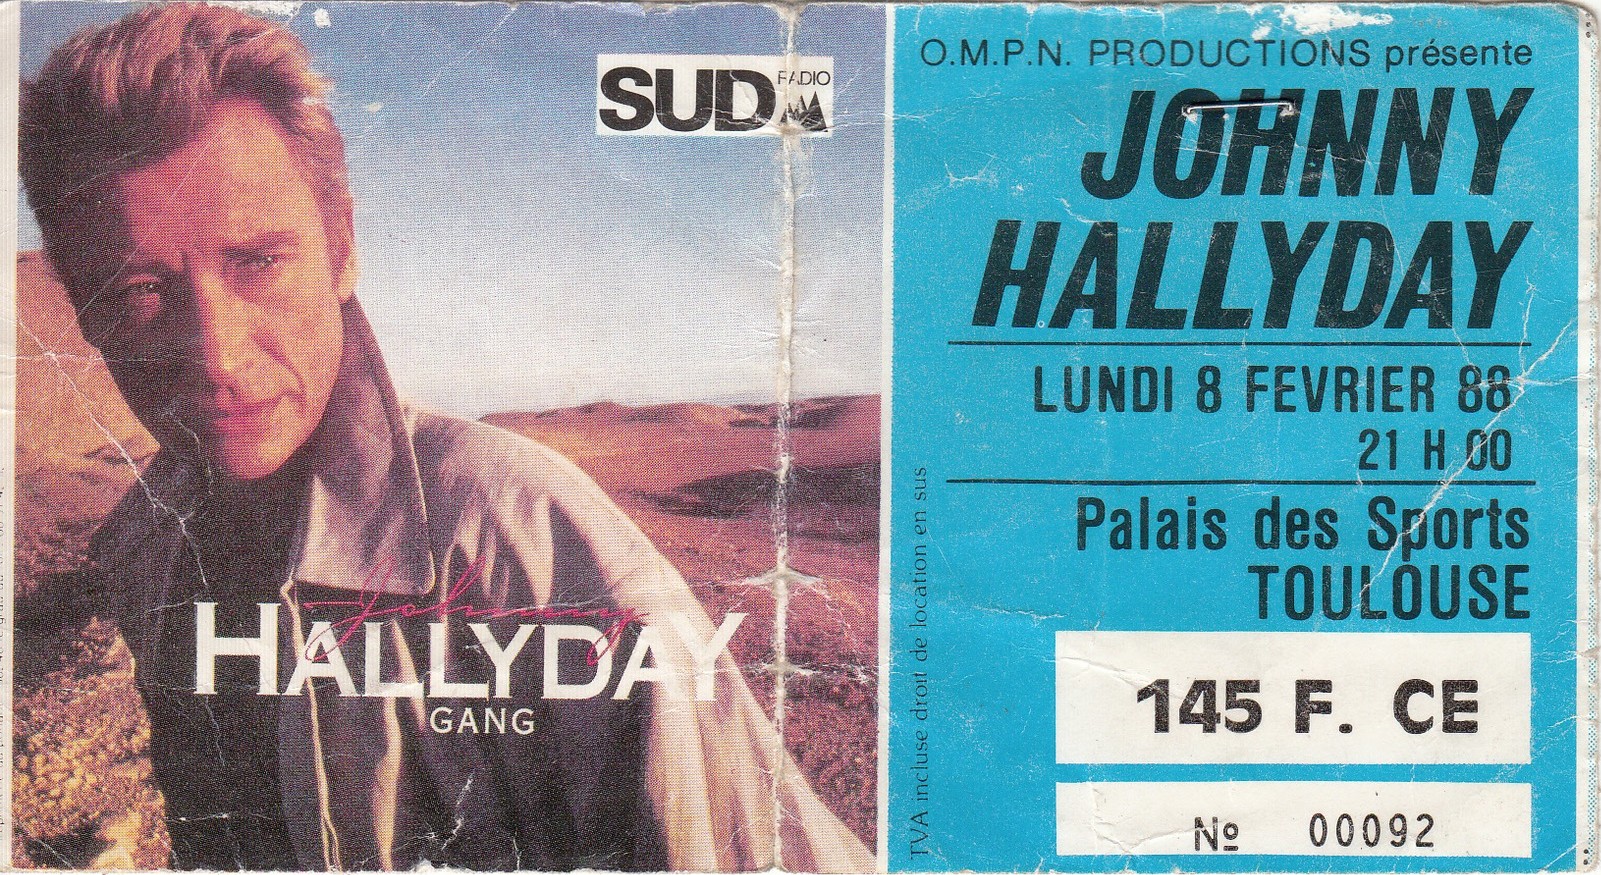 SUD RADIO
Johnny
HALLYDAY
GANG
O.M.P.N. PRODUCTIONS présente
JOHNNY
HALLYDAY
LUNDI 8 FEVRIER 88
21 H 00
Palais des Sports
TOULOUSE
145 F. CE
TVA incluse droit de location en sus
No 00092